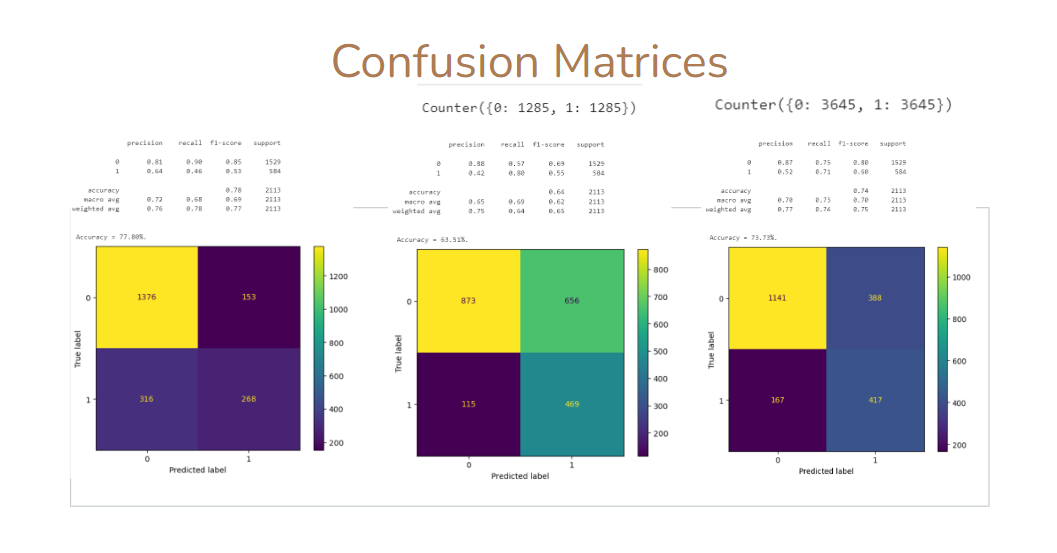 Confusion Matrices
precision recall f1-score support
0 0.81 0.90 0.85 1529
1 0.64 0.46 0.53 584
accuracy 0.78 2113
macro avg 0.72 0.68 0.69 2113
weighted avg 0.76 0.78 0.77 2113
Accuracy = 77.80%.
1376 153
316 268
0
1
True label
0 1
Predicted label
1200
1000
800
600
400
200
Counter({0: 1285, 1: 1285})
precision recall f1-score support
0 0.88 0.57 0.69 1529
1 0.42 0.80 0.55 584
accuracy 0.64 2113
macro avg 0.65 0.69 0.62 2113
weighted avg 0.75 0.64 0.65 2113
Accuracy = 63.51%.
873 656
115 469
0
1
True label
0 1
Predicted label
800
700
600
500
400
300
200
Counter({0: 3645, 1: 3645})
precision recall f1-score support
0 0.87 0.75 0.80 1529
1 0.52 0.71 0.60 584
accuracy 0.74 2113
macro avg 0.70 0.73 0.70 2113
weighted avg 0.77 0.74 0.75 2113
Accuracy = 73.73%.
1141 388
167 417
0
1
True label
0 1
Predicted label
1000
800
600
400
200